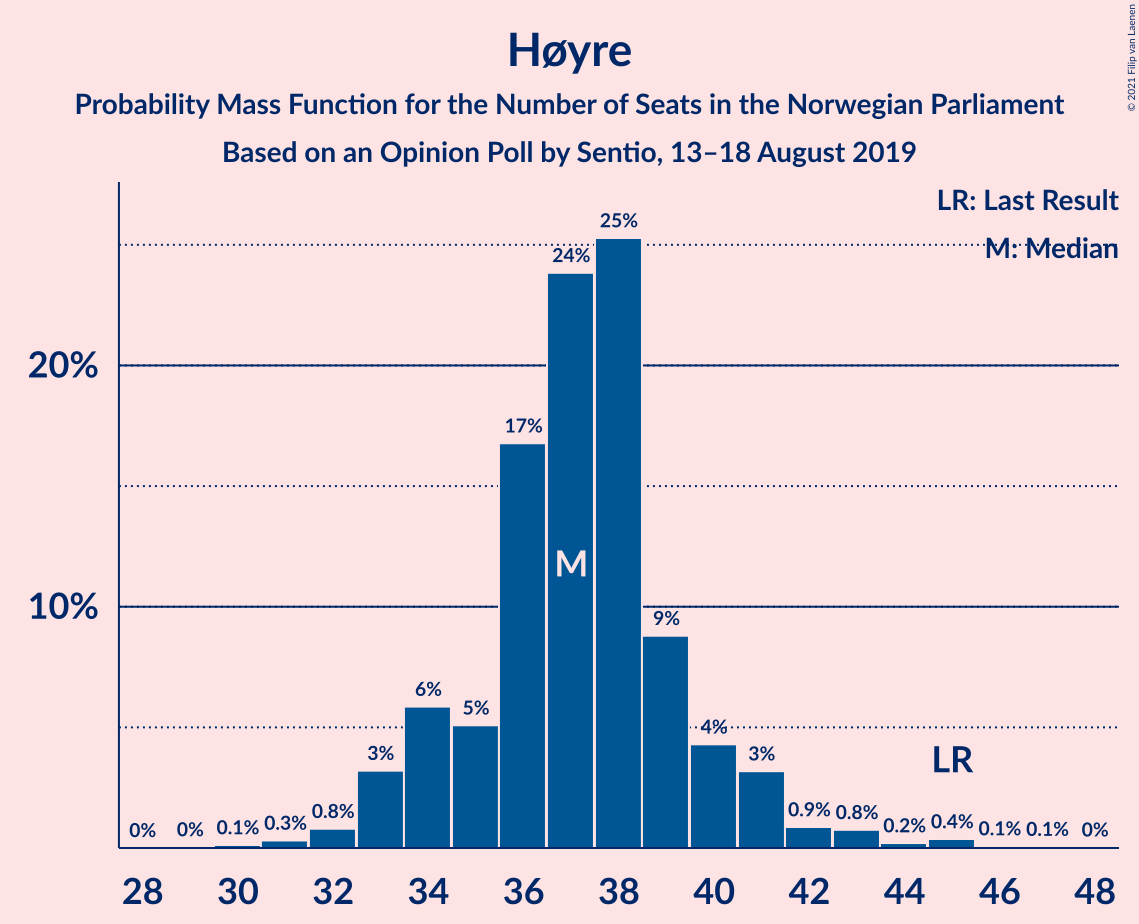 Høyre
Probability Mass Function for the Number of Seats in the Norwegian Parliament
Based on an Opinion Poll by Sentio, 13–18 August 2019
© 2021 Filip van Laenen
LR: Last Result
M: Median
25%
24%
20%
17%
M
10%
9%
6%
5%
4%
3%
3%
LR
0%
0%
0.1%
0.3%
0.8%
0.9%
0.8%
0.2%
0.4%
0.1%
0.1%
0%
28 30 32 34 36 38 40 42 44 46 48